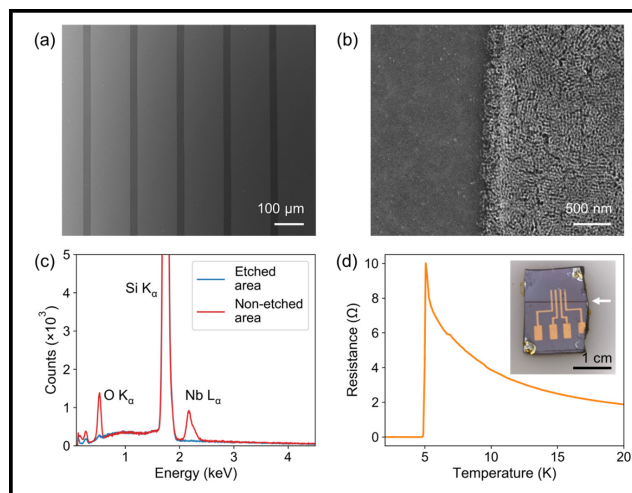 (a)
100 µm
(b)
500 nm
(c)
5
4
3
2
1
0
Counts (×10³)
Si Kα
O Kα
Nb Lα
Etched
area
Non-etched
area
1
2
3
4
Energy (keV)
(d)
10
8
6
4
2
0
Resistance (Ω)
1 cm
5
10
15
20
Temperature (K)